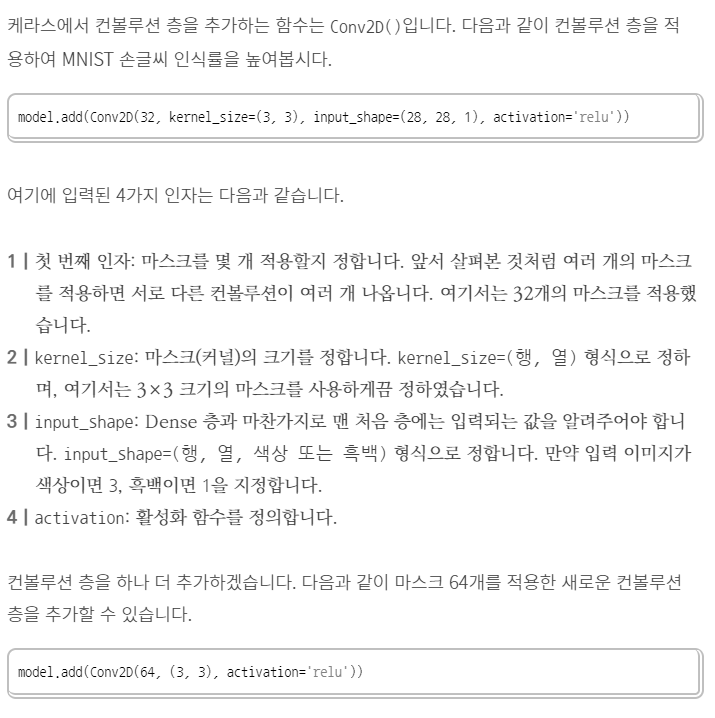 케라스에서 컨볼루션 층을 추가하는 함수는 Conv2D()입니다. 다음과 같이 컨볼루션 층을 적
용하여 MNIST 손글씨 인식률을 높여봅시다.
model.add(Conv2D(32, kernel_size=(3, 3), input_shape=(28, 28, 1), activation='relu'))
여기에 입력된 4가지 인자는 다음과 같습니다.
1 | 첫 번째 인자: 마스크를 몇 개 적용할지 정합니다. 앞서 살펴본 것처럼 여러 개의 마스크
를 적용하면 서로 다른 컨볼루션이 여러 개 나옵니다. 여기서는 32개의 마스크를 적용했
습니다.
2 | kernel_size: 마스크(커널)의 크기를 정합니다. kernel_size=(행, 열) 형식으로 정하
며, 여기서는 3×3 크기의 마스크를 사용하게끔 정하였습니다.
3 | input_shape: Dense 층과 마찬가지로 맨 처음 층에는 입력되는 값을 알려주어야 합니
다. input_shape=(행, 열, 색상 또는 흑백) 형식으로 정합니다. 만약 입력 이미지가
색상이면 3, 흑백이면 1을 지정합니다.
4 | activation: 활성화 함수를 정의합니다.
컨볼루션 층을 하나 더 추가하겠습니다. 다음과 같이 마스크 64개를 적용한 새로운 컨볼루션
층을 추가할 수 있습니다.
model.add(Conv2D(64, (3, 3), activation='relu'))